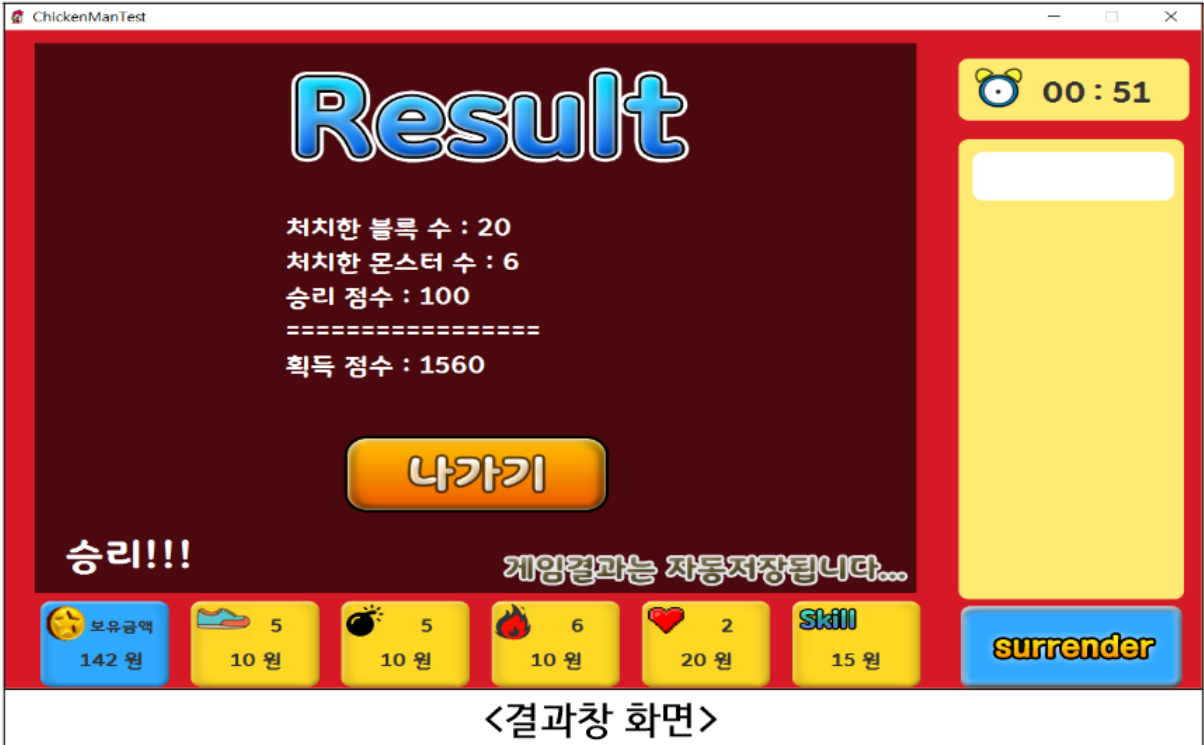 ChickenManTest
Result
00 : 51
처치한 블록 수 : 20
처치한 몬스터 수 : 6
승리 점수 : 100
=================
획득 점수 : 1560
나가기
승리!!!
게임결과는 자동저장됩니다...
보유금액
142 원
5
10 원
5
10 원
6
10 원
2
20 원
Skill
15 원
surrender
<결과창 화면>